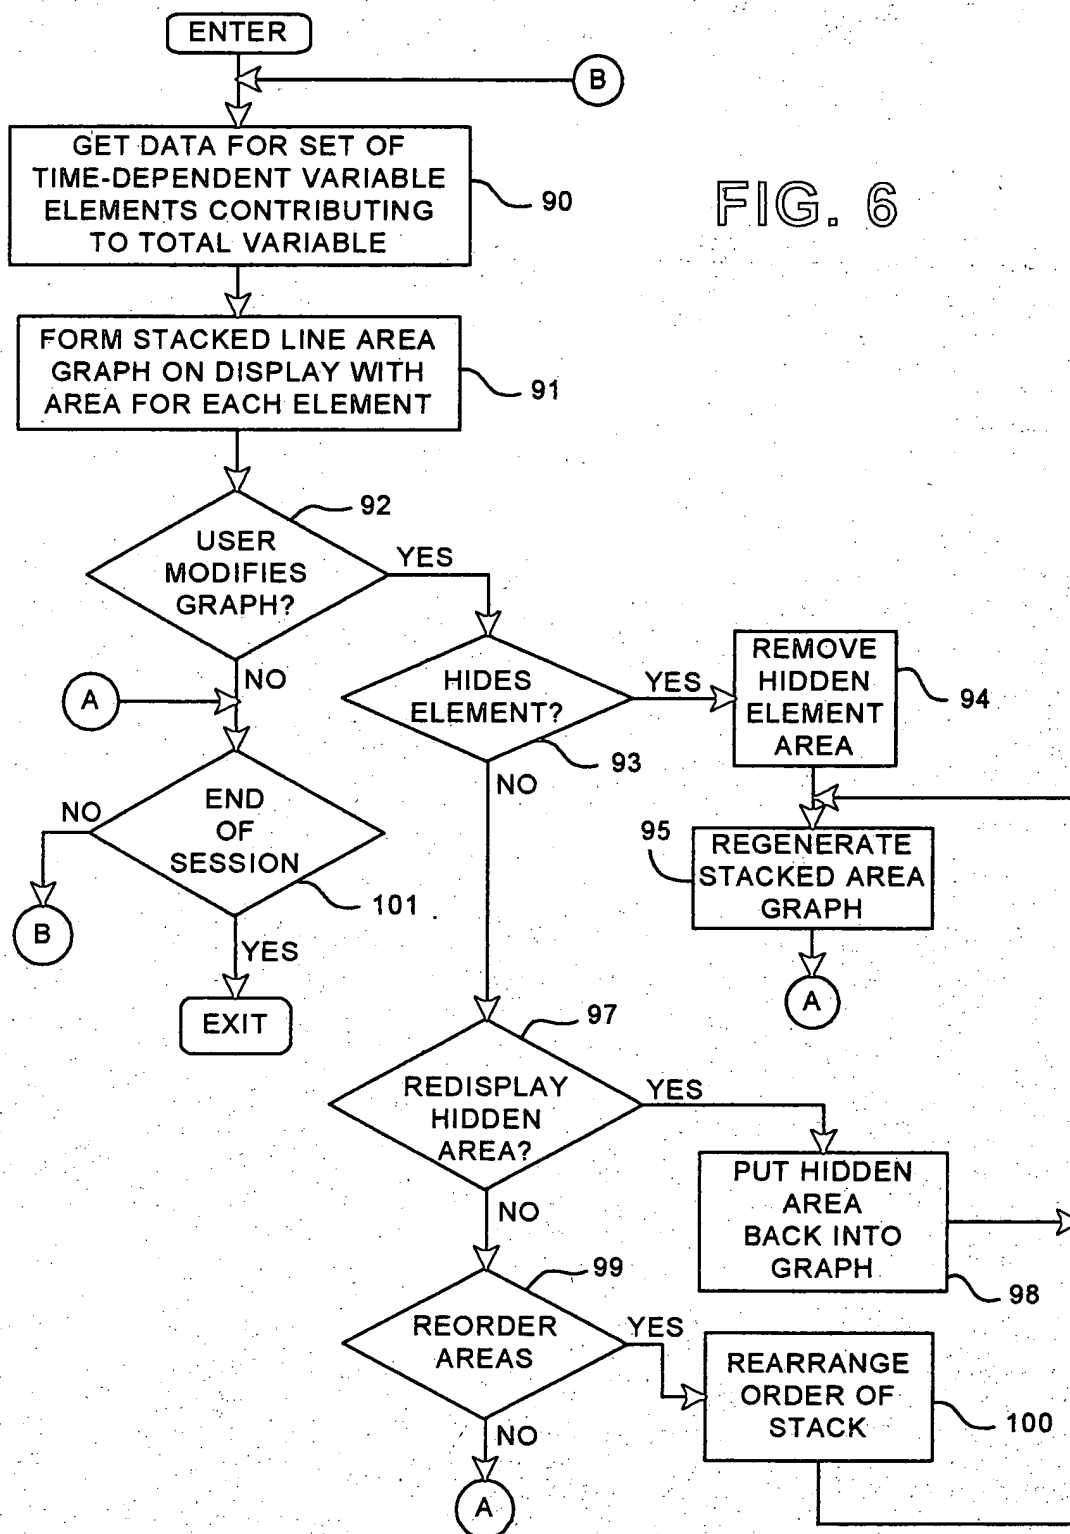 ENTER
B
GET DATA FOR SET OF
TIME-DEPENDENT VARIABLE
ELEMENTS CONTRIBUTING
TO TOTAL VARIABLE
90
FIG. 6
FORM STACKED LINE AREA
GRAPH ON DISPLAY WITH
AREA FOR EACH ELEMENT
91
92
USER
MODIFIES
GRAPH?
YES
NO
A
HIDES
ELEMENT?
YES
93
NO
REMOVE
HIDDEN
ELEMENT
AREA
94
END
OF
SESSION
NO
101
B
YES
EXIT
95
REGENERATE
STACKED AREA
GRAPH
A
97
REDISPLAY
HIDDEN
AREA?
YES
NO
PUT HIDDEN
AREA
BACK INTO
GRAPH
98
99
REORDER
AREAS
YES
NO
REARRANGE
ORDER OF
STACK
100
A